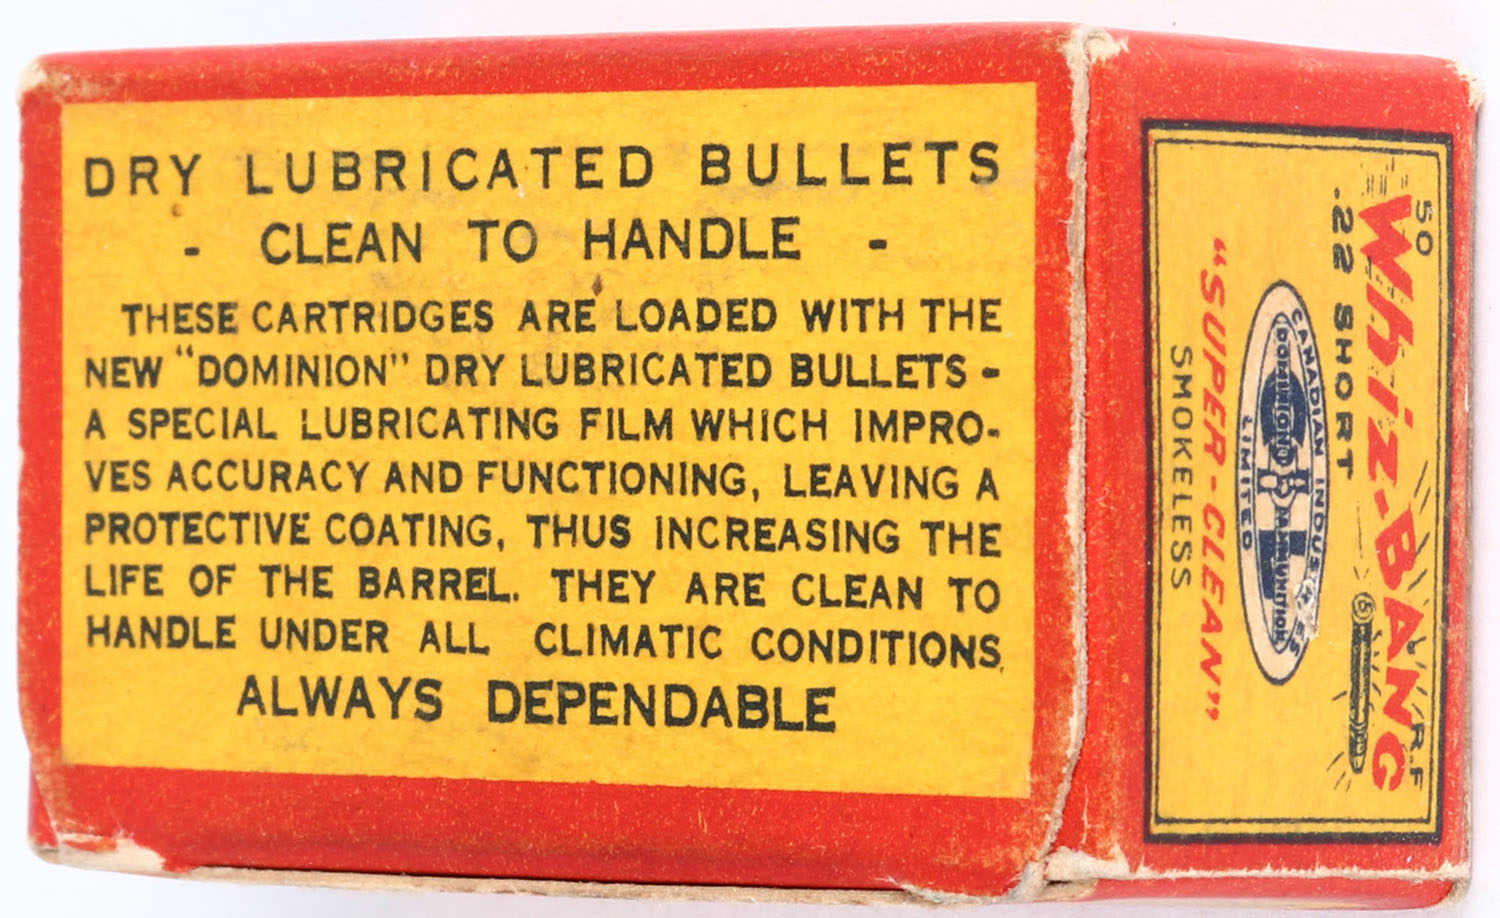 DRY LUBRICATED BULLETS
- CLEAN TO HANDLE -
THESE CARTRIDGES ARE LOADED WITH THE
NEW "DOMINION" DRY LUBRICATED BULLETS -
A SPECIAL LUBRICATING FILM WHICH IMPRO-
VES ACCURACY AND FUNCTIONING, LEAVING A
PROTECTIVE COATING, THUS INCREASING THE
LIFE OF THE BARREL. THEY ARE CLEAN TO
HANDLE UNDER ALL CLIMATIC CONDITIONS.
ALWAYS DEPENDABLE
50 R.F
Whiz-BANG
.22 SHORT
CANADIAN INDUSTRIES
DOMINION AMMUNITION
LIMITED
"SUPER-CLEAN"
SMOKELESS